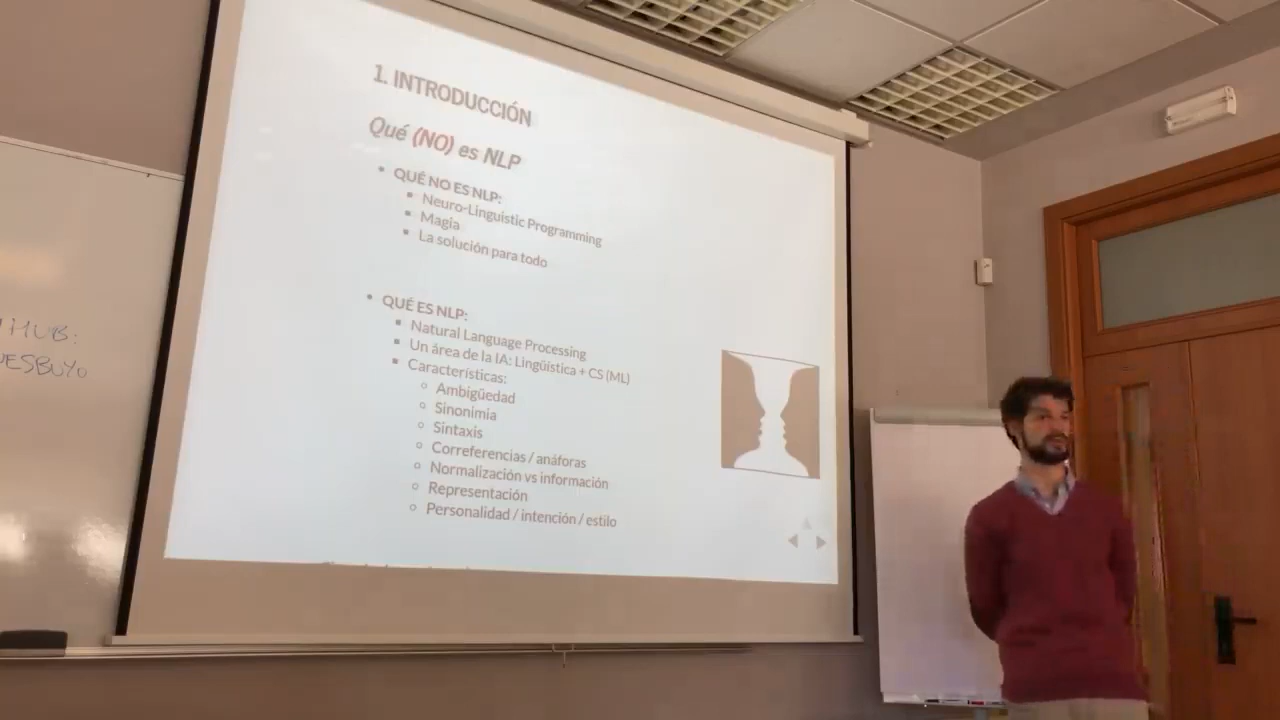 1. INTRODUCCIÓN
Qué (NO) es NLP
QUÉ NO ES NLP:
Neuro-Linguistic Programming
Magia
La solución para todo
QUÉ ES NLP:
Natural Language Processing
Un área de la IA: Lingüística + CS (ML)
Características:
Ambigüedad
Sinonimia
Sintaxis
Correferencias / anáforas
Normalización vs información
Representación
Personalidad / intención / estilo
HUB:
UESBUYO